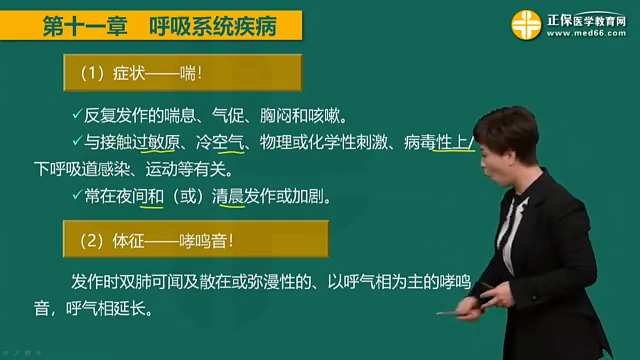 第十一章 呼吸系统疾病
正保医学教育网
www.med66.com
（1）症状——喘！
✓反复发作的喘息、气促、胸闷和咳嗽。
✓与接触过敏原、冷空气、物理或化学性刺激、病毒性上/
下呼吸道感染、运动等有关。
✓常在夜间和（或）清晨发作或加剧。
（2）体征——哮鸣音！
发作时双肺可闻及散在或弥漫性的、以呼气相为主的哮鸣
音，呼气相延长。